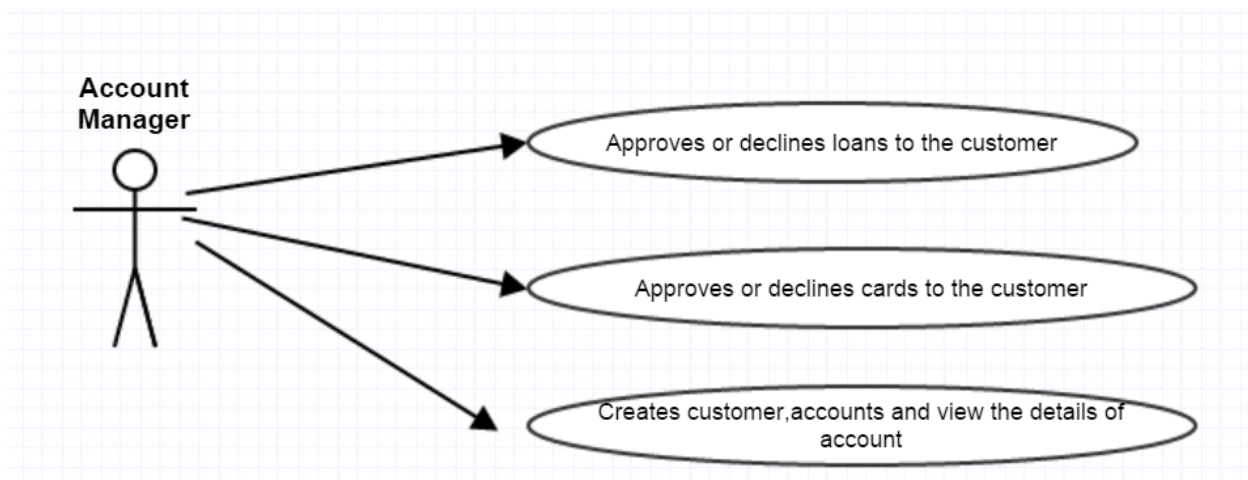 Account
Manager
Approves or declines loans to the customer
Approves or declines cards to the customer
Creates customer,accounts and view the details of
account